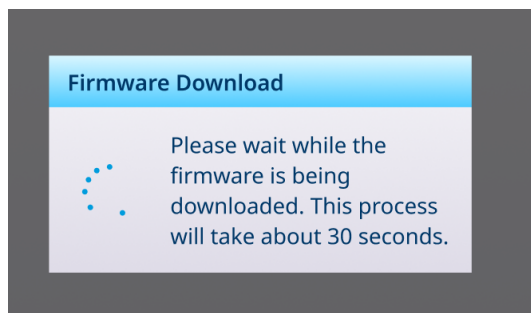 Firmware Download
Please wait while the
firmware is being
downloaded. This process
will take about 30 seconds.